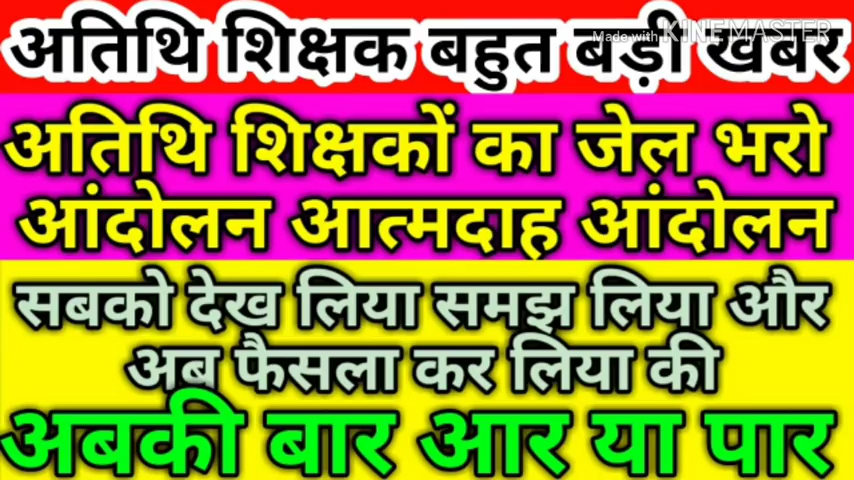 अतिथि शिक्षक बहुत बड़ी खबर
Made with KINEMASTER
अतिथि शिक्षकों का जेल भरो
आंदोलन आत्मदाह आंदोलन
सबको देख लिया समझ लिया और
अब फैसला कर लिया की
अबकी बार आर या पार